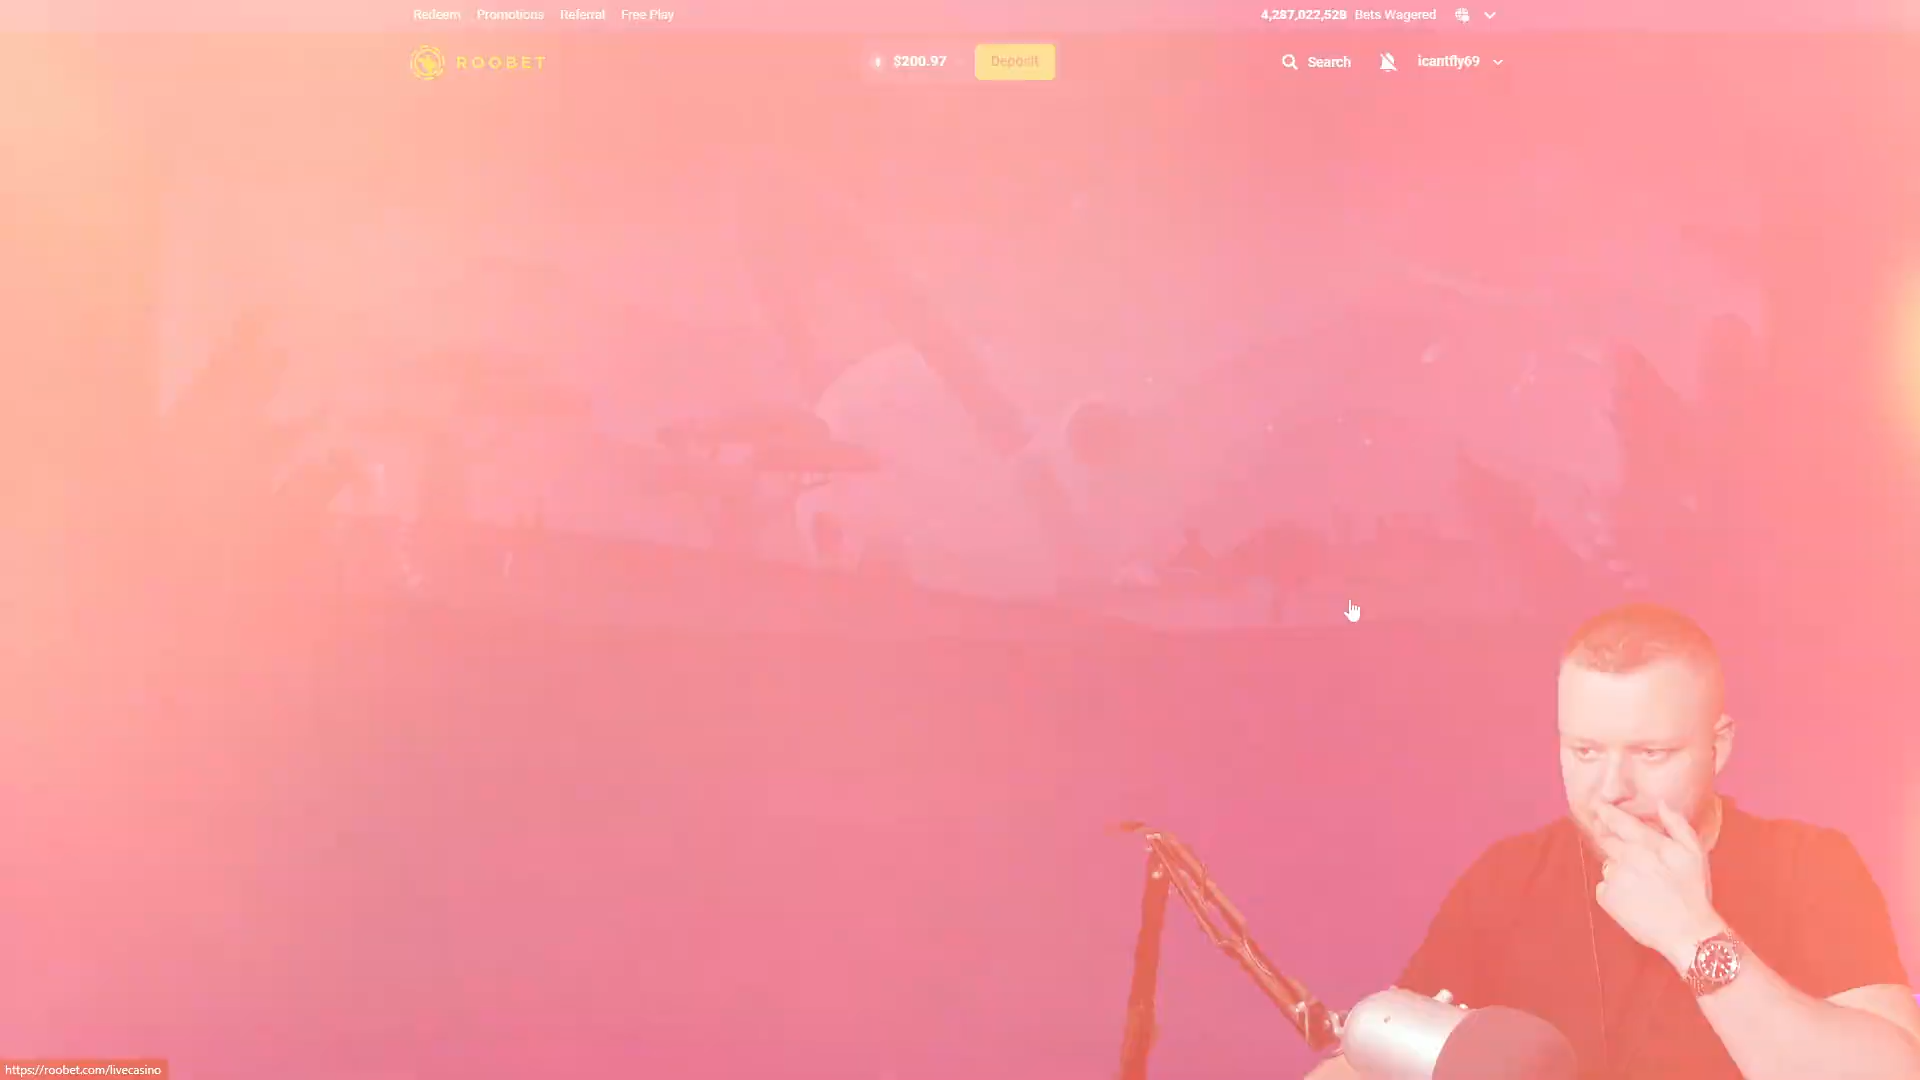 Redeem Promotions Referral Free Play
4,287,022,528 Bets Wagered
ROOBET
$200.97
Deposit
Search
icantfly69
https://roobet.com/livecasino